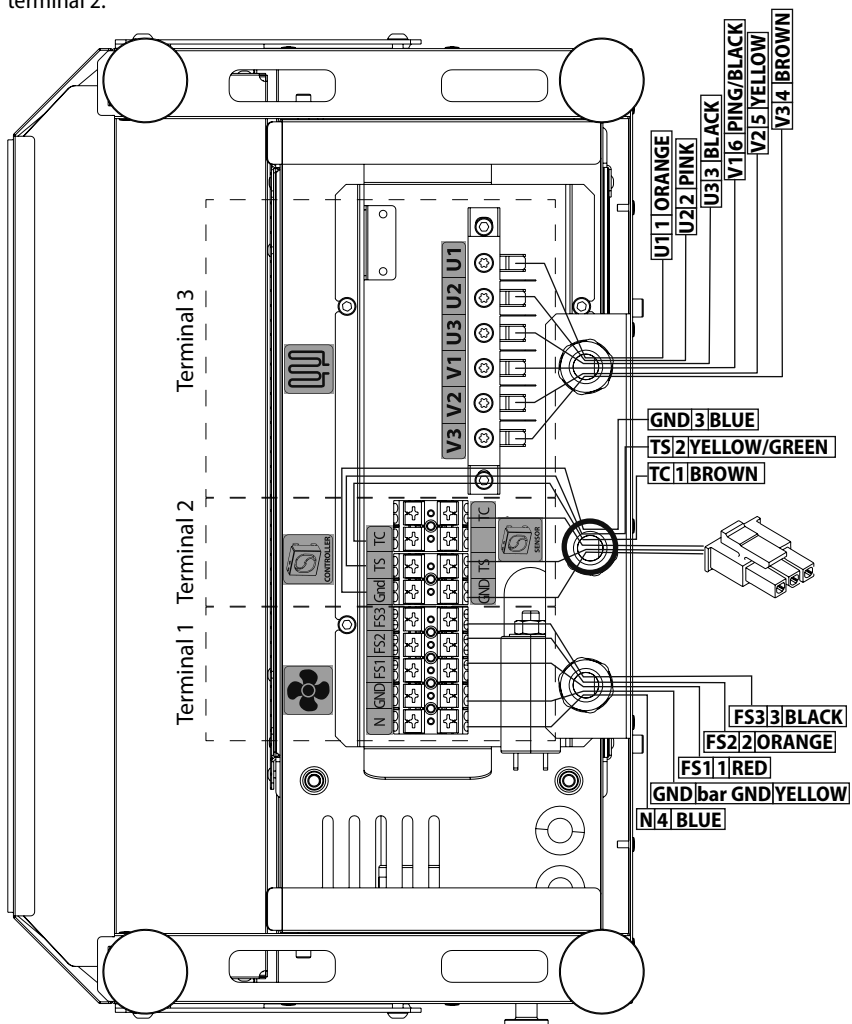 terminal 2.
U1 1 ORANGE
U2 2 PINK
U3 3 BLACK
V1 6 PING/BLACK
V2 5 YELLOW
V3 4 BROWN
Terminal 3
U1
U2
U3
V1
V2
V3
GND 3 BLUE
TS 2 YELLOW/GREEN
TC 1 BROWN
Terminal 2
CONTROLLER
TC
TS
Gnd
TC
TS
GND
SENSOR
Terminal 1
FS3
FS2
FS1
GND
N
FS3 3 BLACK
FS2 2 ORANGE
FS1 1 RED
GND bar GND YELLOW
N 4 BLUE